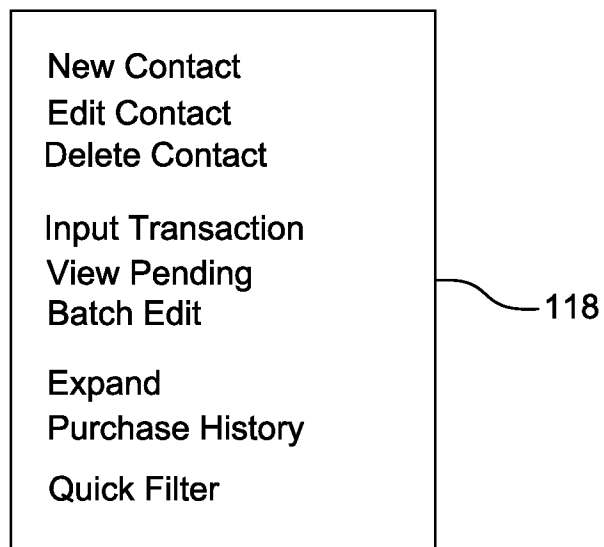 New Contact
Edit Contact
Delete Contact
Input Transaction
View Pending
Batch Edit
118
Expand
Purchase History
Quick Filter